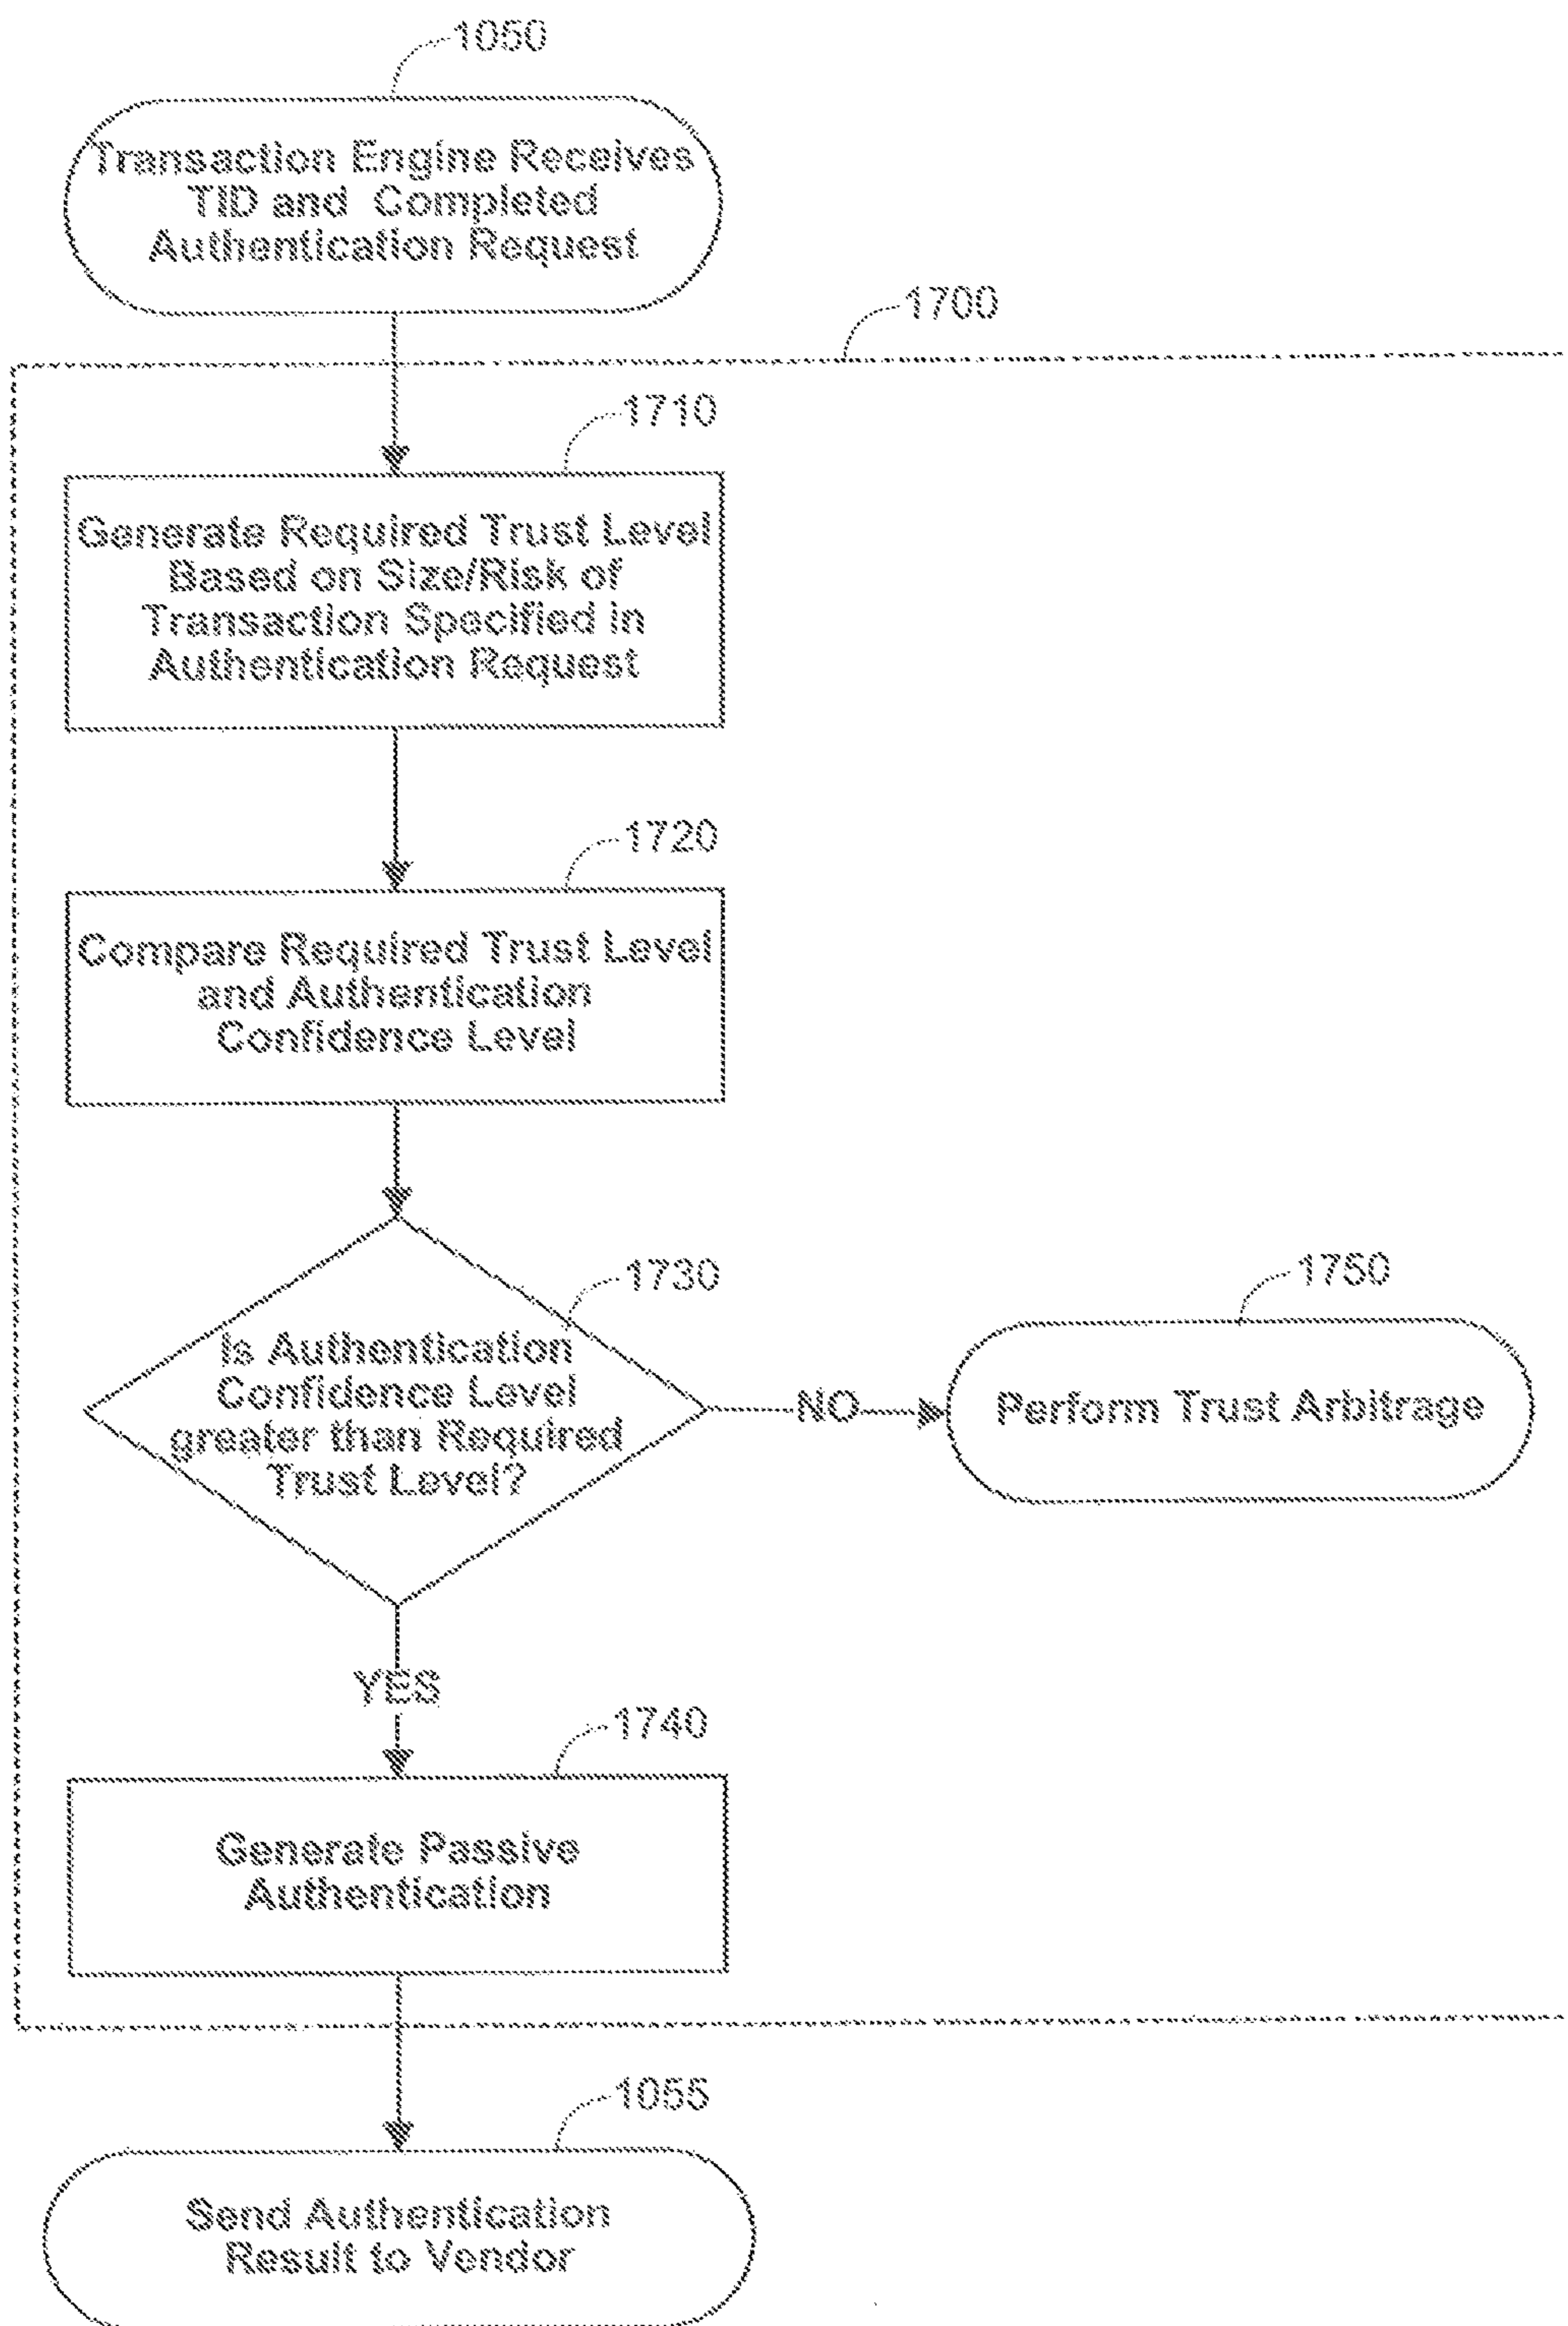 1050
Transaction Engine Receives
TID and Completed
Authentication Request
1700
1710
Generate Required Trust Level
Based on Size/Risk of
Transaction Specified in
Authentication Request
1720
Compare Required Trust Level
and Authentication
Confidence Level
1730
Is Authentication
Confidence Level
greater than Required
Trust Level?
NO
1750
Perform Trust Arbitrage
YES
1740
Generate Passive
Authentication
1055
Send Authentication
Result to Vendor